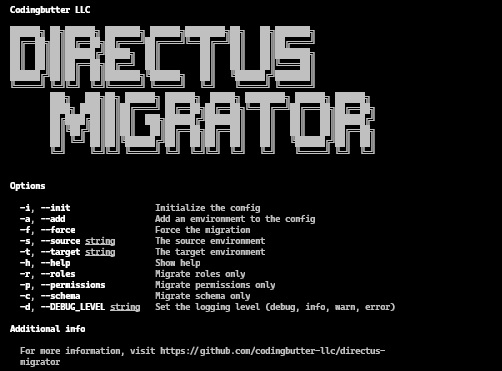 Codingbutter LLC
DIRECTUS
MIGRATOR
Options
-i, --init Initialize the config
-a, --add Add an environment to the config
-f, --force Force the migration
-s, --source string The source environment
-t, --target string The target environment
-h, --help Show help
-r, --roles Migrate roles only
-p, --permissions Migrate permissions only
-c, --schema Migrate schema only
-d, --DEBUG_LEVEL string Set the logging level (debug, info, warn, error)
Additional info
For more information, visit https://github.com/codingbutter-llc/directus-
migrator